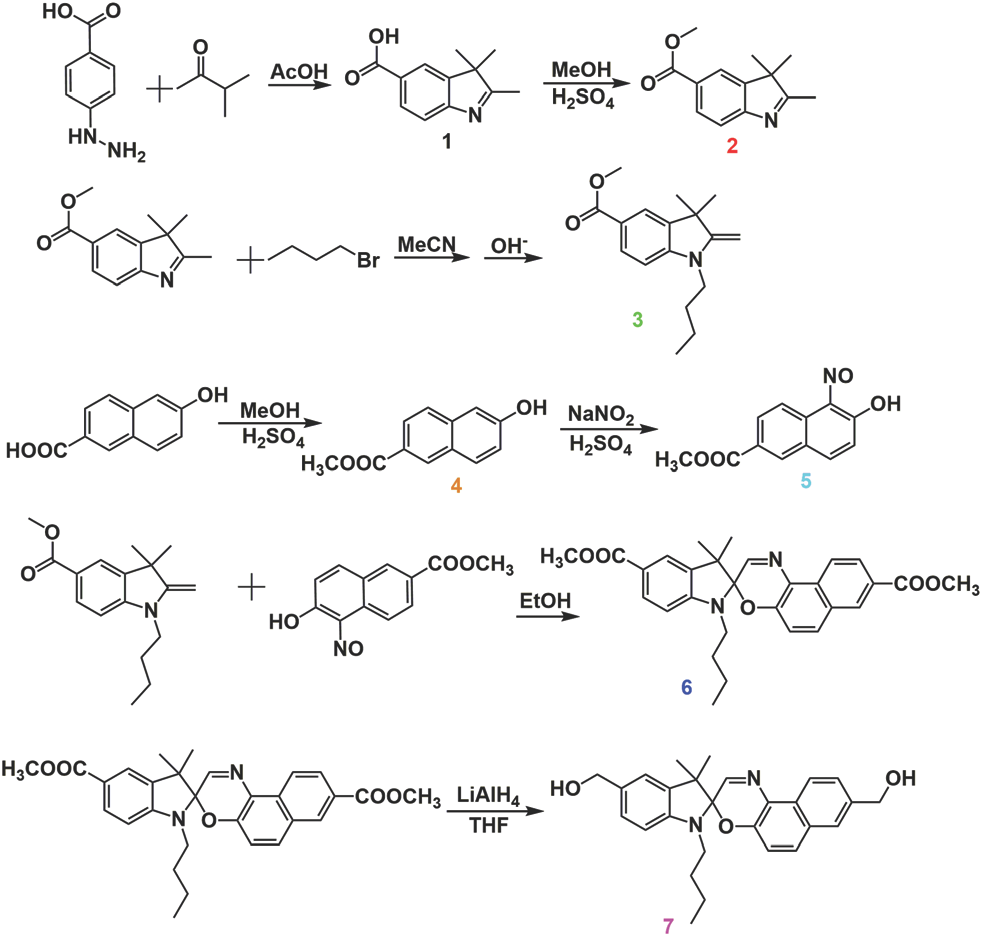 HO O
O
HN
NH2
AcOH
OH
O
N
1
MeOH
H2SO4
O
O
N
2
O
O
N
Br
MeCN
OH-
O
O
N
3
HOOC
OH
MeOH
H2SO4
H3COOC
OH
4
NaNO2
H2SO4
NO
OH
H3COOC
5
O
O
N
COOCH3
HO
NO
EtOH
H3COOC
N
N
O
COOCH3
6
H3COOC
N
N
O
COOCH3
LiAlH4
THF
HO
N
N
O
OH
7